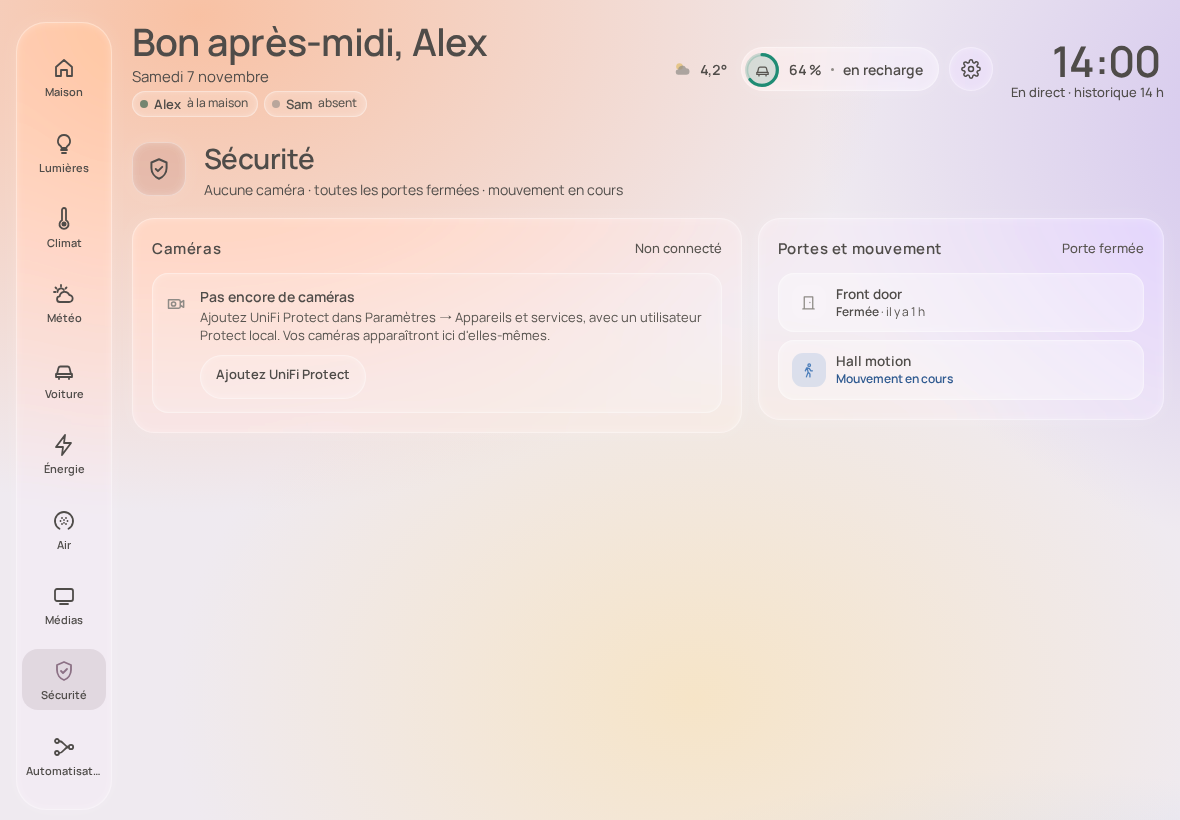 Bon après-midi, Alex
Samedi 7 novembre
Alex à la maison
Sam absent
4,2°
64 % · en recharge
14:00
En direct · historique 14 h
Maison
Lumières
Climat
Météo
Voiture
Énergie
Air
Médias
Sécurité
Automatisat…
Sécurité
Aucune caméra · toutes les portes fermées · mouvement en cours
Caméras
Non connecté
Pas encore de caméras
Ajoutez UniFi Protect dans Paramètres → Appareils et services, avec un utilisateur
Protect local. Vos caméras apparaîtront ici d'elles-mêmes.
Ajoutez UniFi Protect
Portes et mouvement
Porte fermée
Front door
Fermée · il y a 1 h
Hall motion
Mouvement en cours